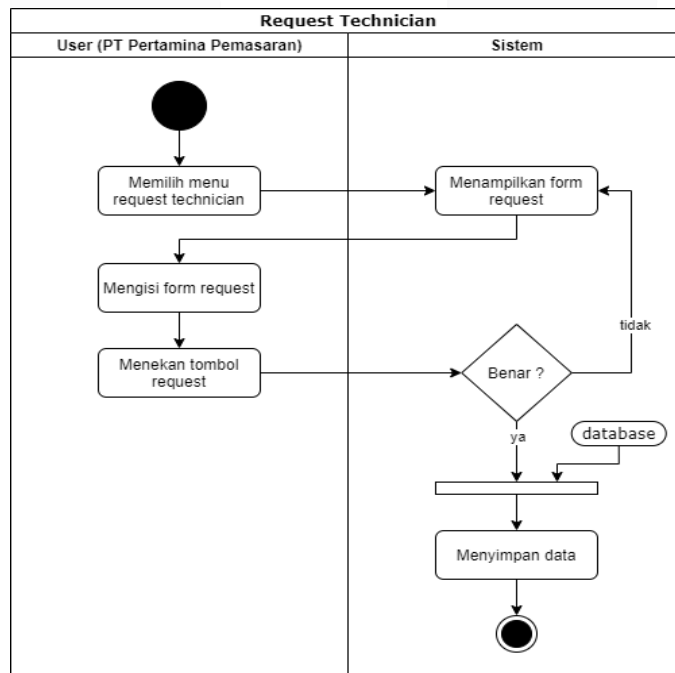 Request Technician
User (PT Pertamina Pemasaran)
Sistem
Memilih menu
request technician
Menampilkan form
request
Mengisi form request
tidak
Menekan tombol
request
Benar ?
ya
database
Menyimpan data